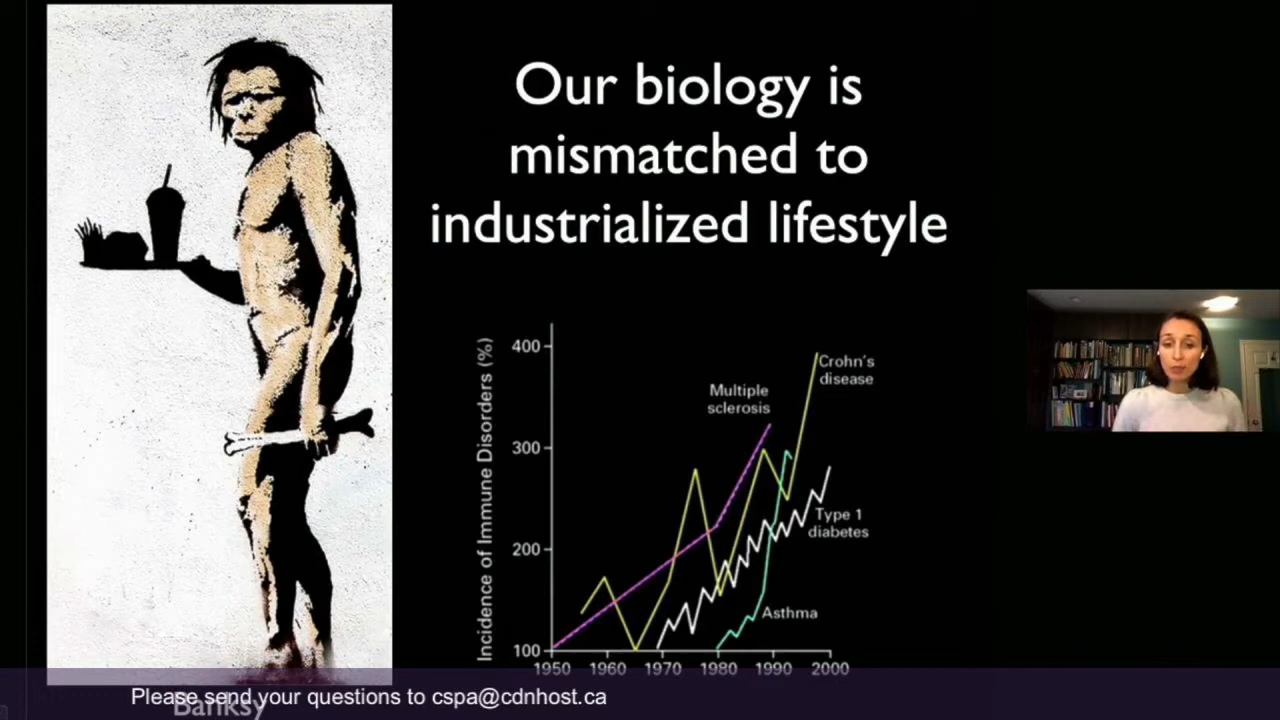 Our biology is
mismatched to
industrialized lifestyle
Incidence of Immune Disorders (%)
400
300
200
100
1950 1960 1970 1980 1990 2000
Multiple
sclerosis
Crohn's
disease
Type 1
diabetes
Asthma
Please send your questions to cspa@cdnhost.ca
Banksy